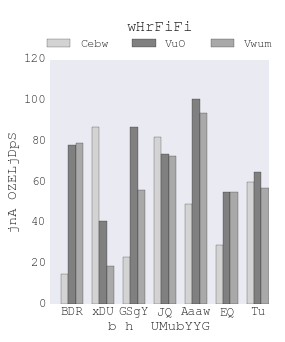 wHrFiFi
Cebw VuO Vwum
jnA OZELjDpS
120
100
80
60
40
20
0
BDR xDU GSgY JQ Aaaw EQ Tu
b h UMubYYG